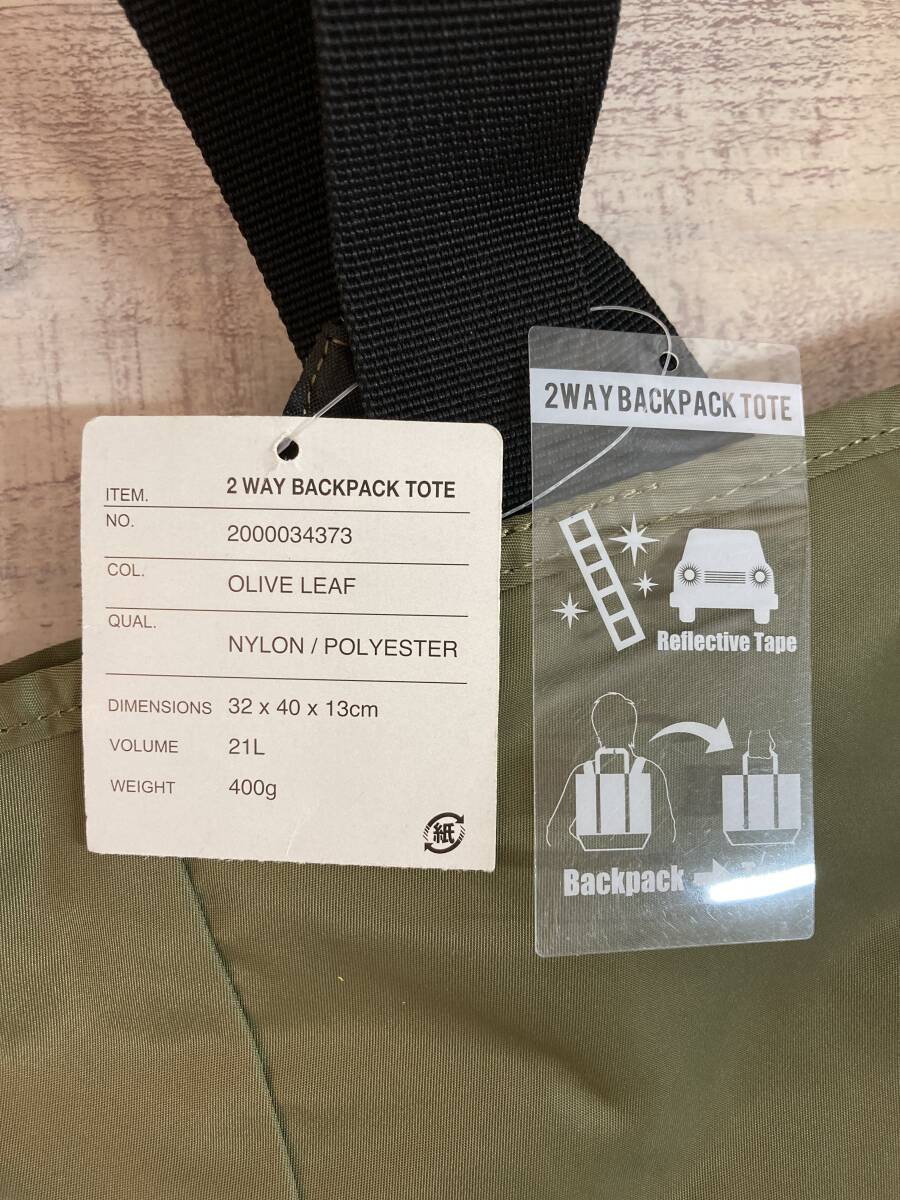 ITEM. 2 WAY BACKPACK TOTE
NO. 2000034373
COL. OLIVE LEAF
QUAL. NYLON / POLYESTER
DIMENSIONS 32 x 40 x 13cm
VOLUME 21L
WEIGHT 400g
紙
2WAY BACKPACK TOTE
Reflective Tape
Backpack